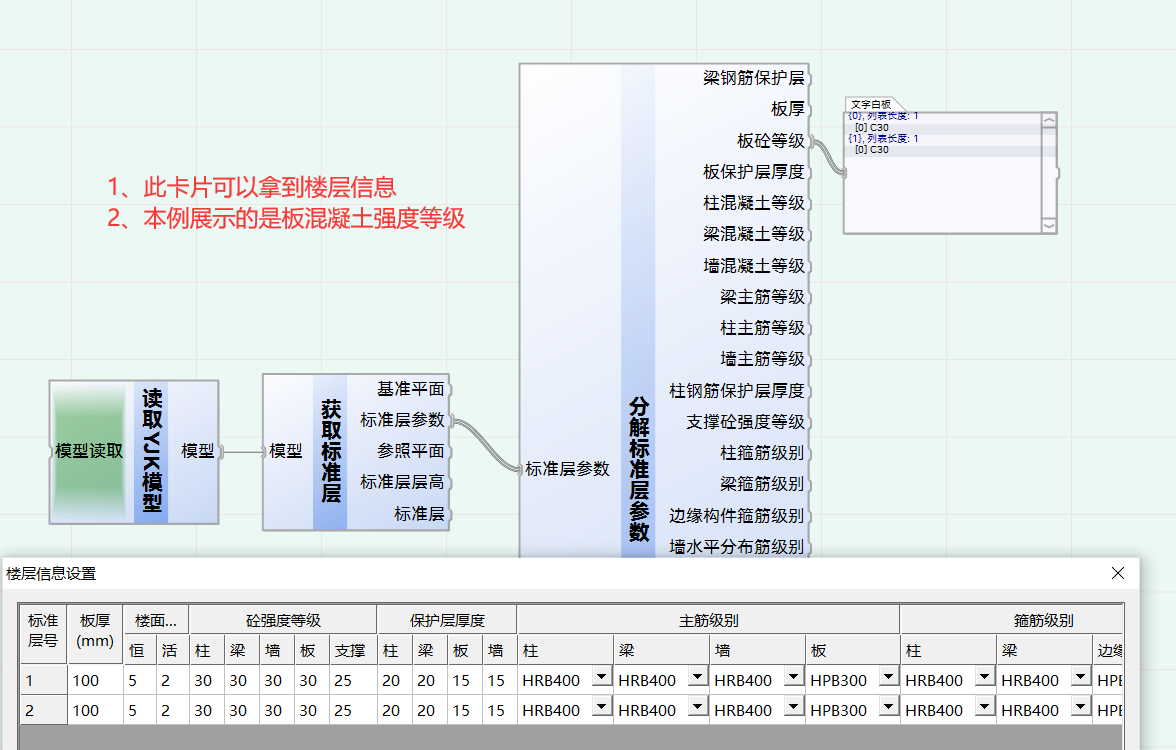 梁钢筋保护层
板厚
板砼等级
板保护层厚度
柱混凝土等级
梁混凝土等级
墙混凝土等级
梁主筋等级
柱主筋等级
墙主筋等级
柱钢筋保护层厚度
支撑砼强度等级
柱箍筋级别
梁箍筋级别
边缘构件箍筋级别
墙水平分布筋级别
标准层参数
分解标准层参数
文字白板
{0}, 列表长度: 1
[0] C30
{1}, 列表长度: 1
[0] C30
1、此卡片可以拿到楼层信息
2、本例展示的是板混凝土强度等级
模型读取
读取YJK模型
模型
模型
获取标准层
基准平面
标准层参数
参照平面
标准层层高
标准层
楼层信息设置
标准层号 板厚(mm) 楼面... 砼强度等级 保护层厚度 主筋级别 箍筋级别
恒 活 柱 梁 墙 板 支撑 柱 梁 板 墙 柱 梁 墙 板 柱 梁 边缘
1 100 5 2 30 30 30 30 25 20 20 15 15 HRB400 HRB400 HRB400 HPB300 HRB400 HRB400 HPB
2 100 5 2 30 30 30 30 25 20 20 15 15 HRB400 HRB400 HRB400 HPB300 HRB400 HRB400 HPB